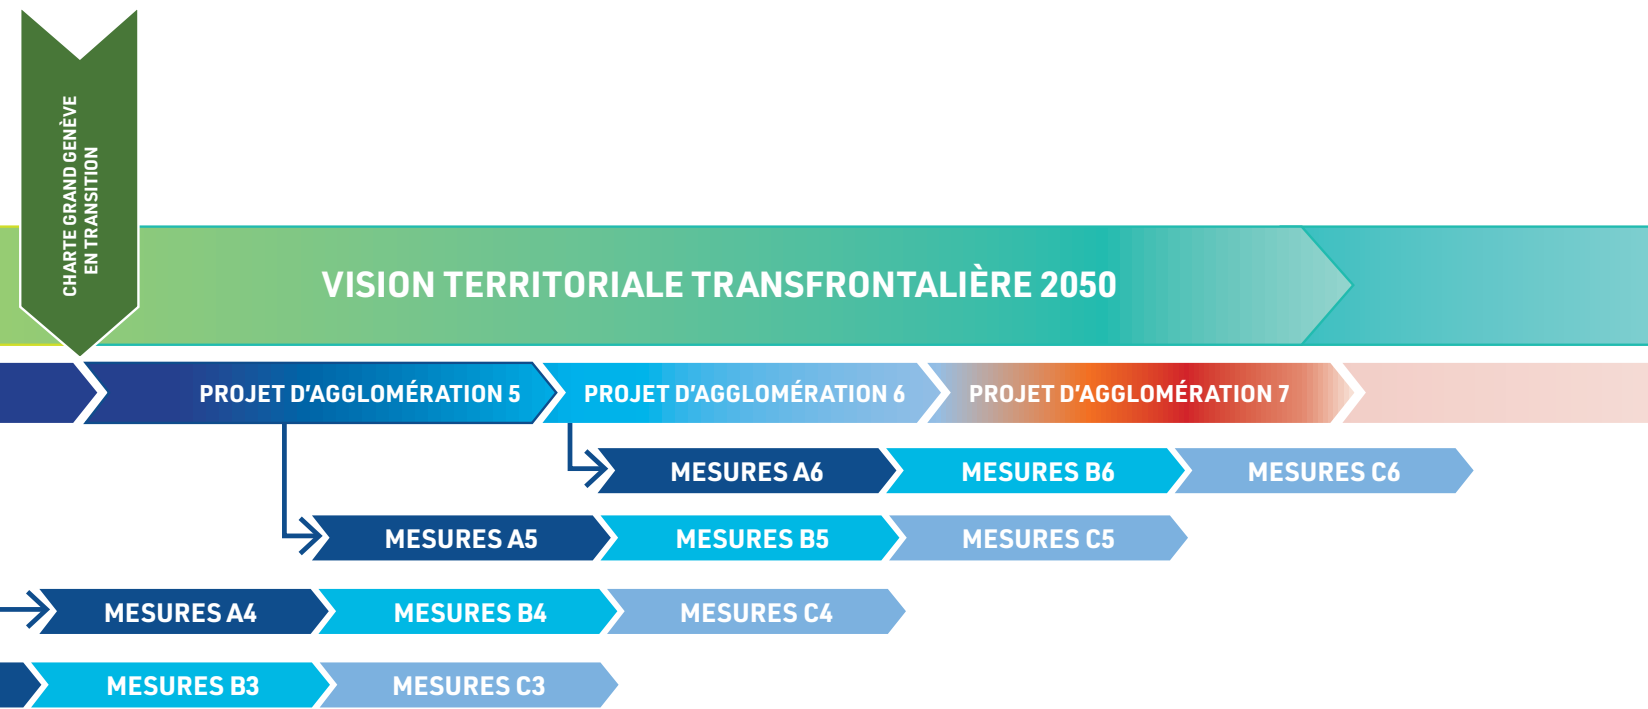 CHARTE GRAND GENÈVE
EN TRANSITION
VISION TERRITORIALE TRANSFRONTALIÈRE 2050
PROJET D'AGGLOMÉRATION 5
PROJET D'AGGLOMÉRATION 6
PROJET D'AGGLOMÉRATION 7
MESURES A6
MESURES B6
MESURES C6
MESURES A5
MESURES B5
MESURES C5
MESURES A4
MESURES B4
MESURES C4
MESURES B3
MESURES C3